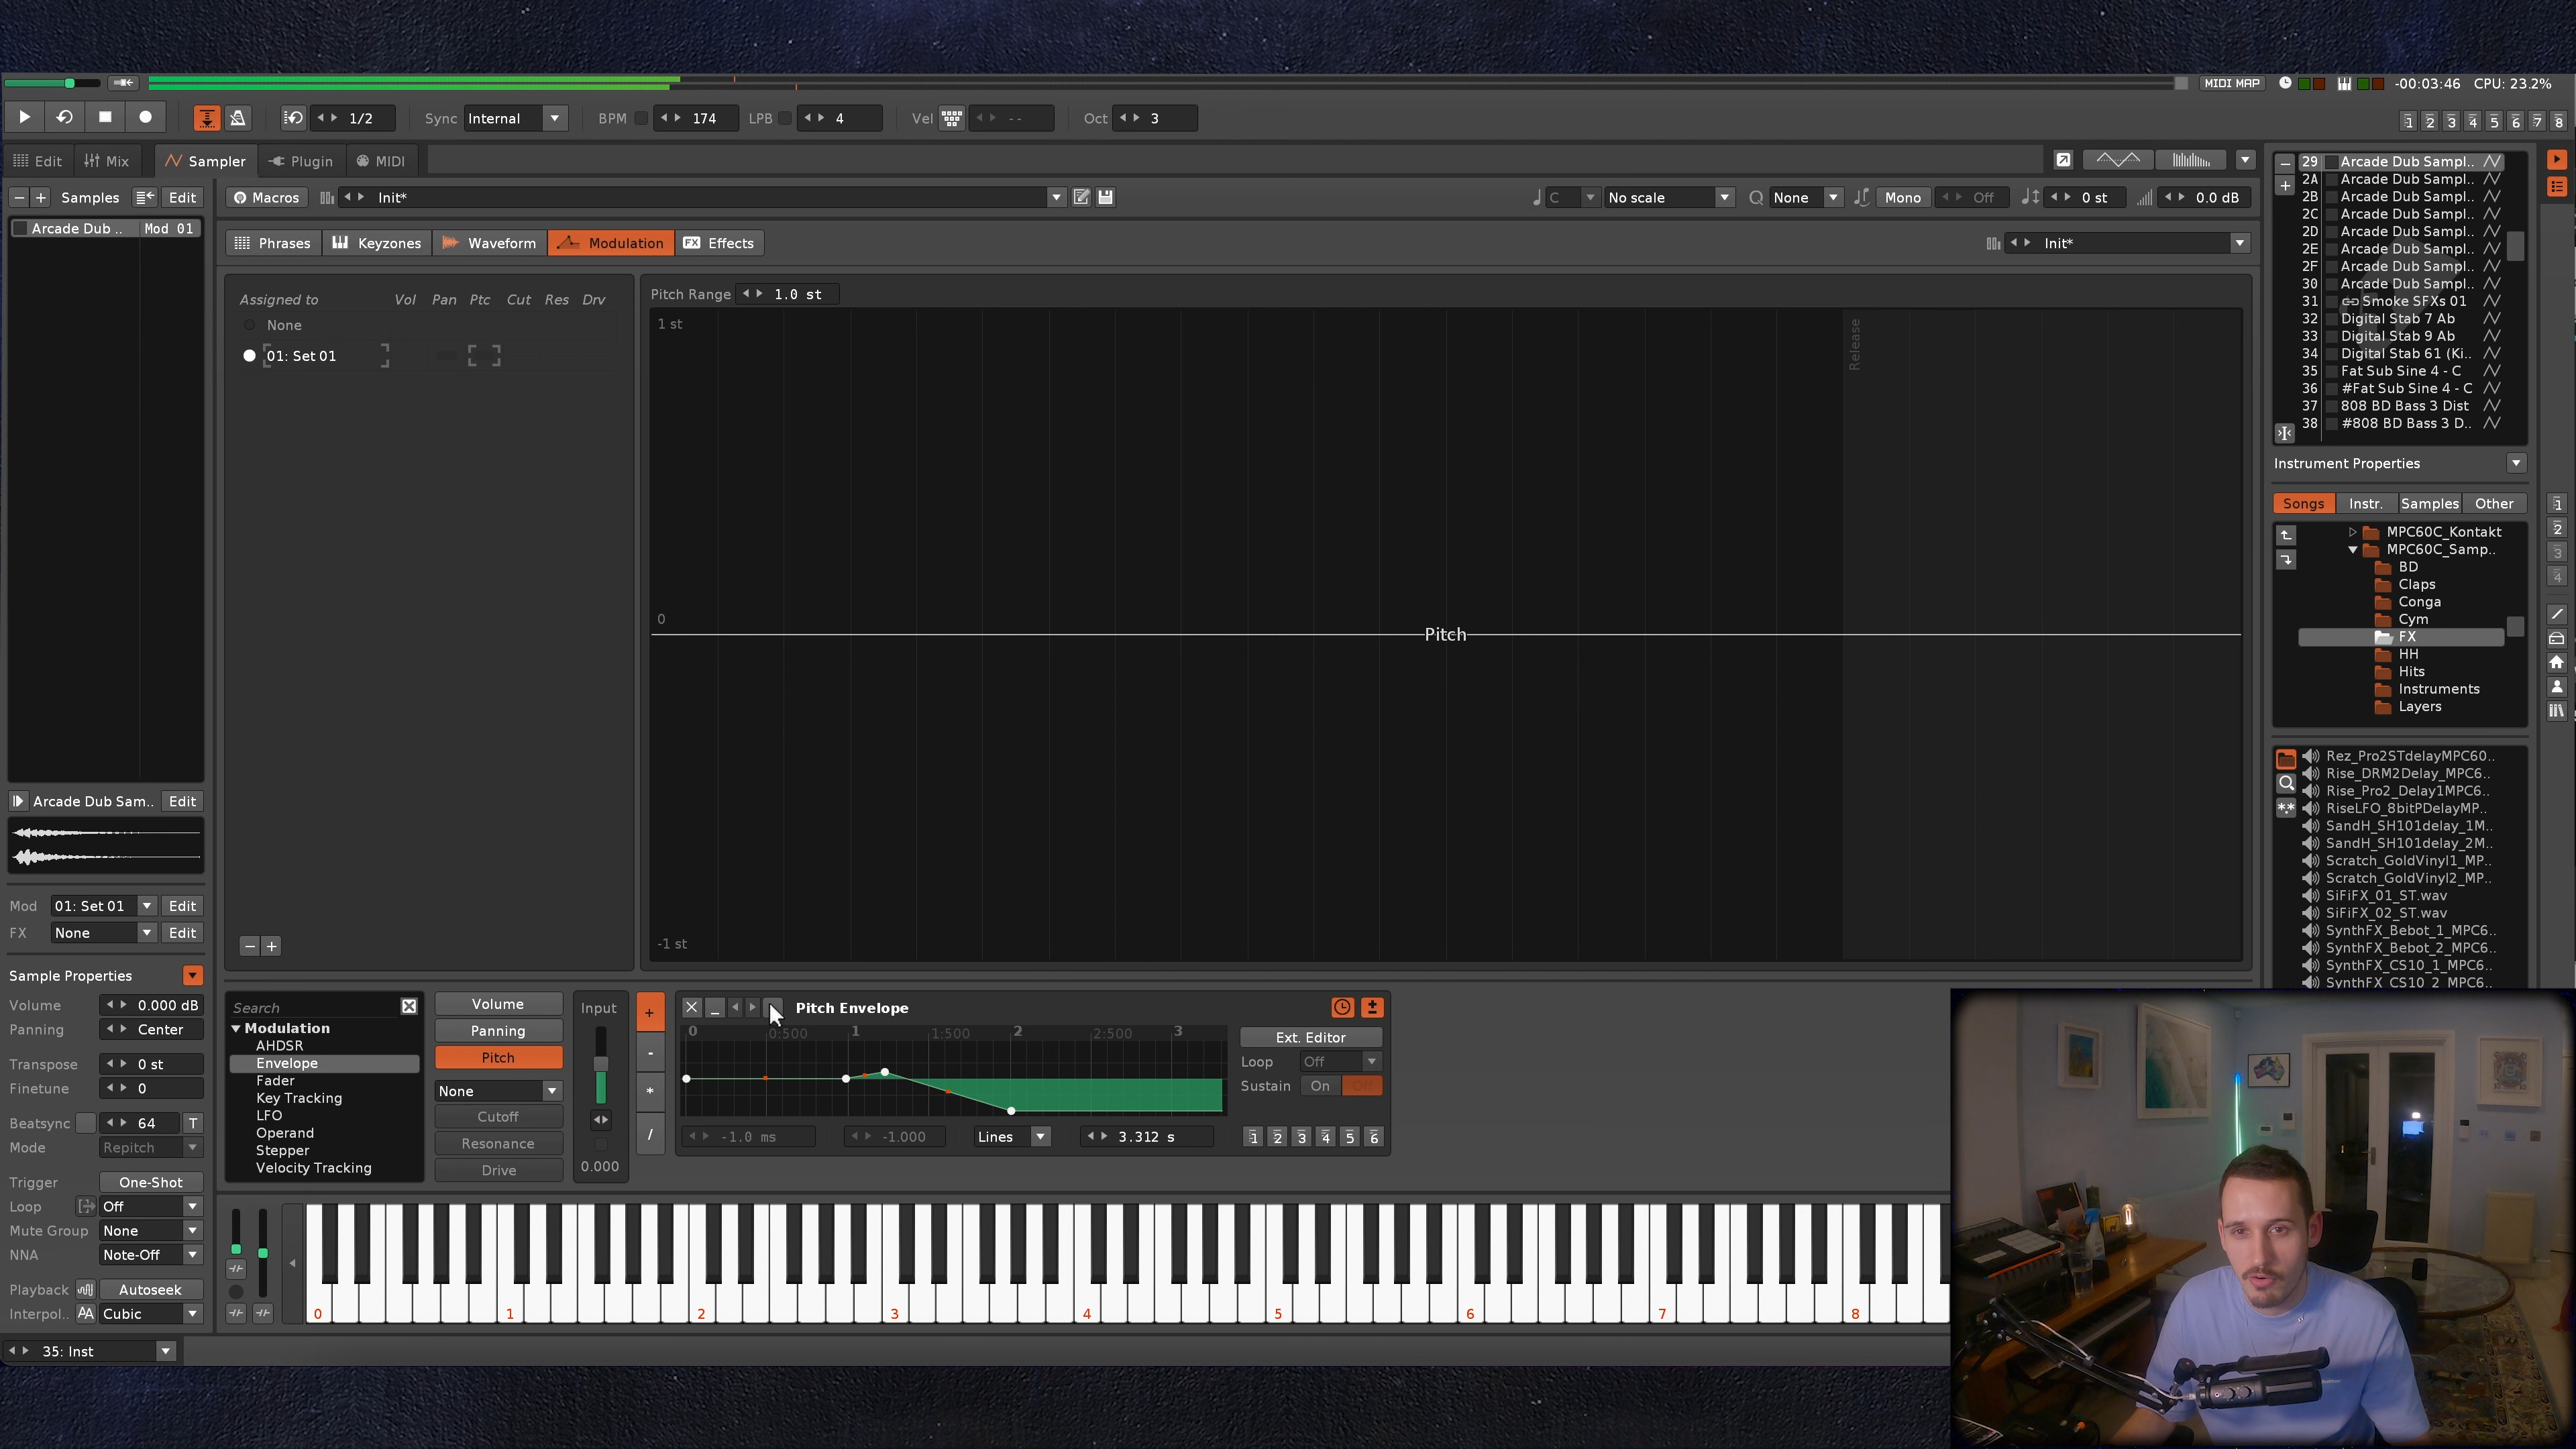 MIDI MAP
-00:03:46
CPU: 23.2%
1/2
Sync
Internal
BPM
174
LPB
4
Vel
--
Oct
3
1 2 3 4 5 6 7 8
Edit
Mix
Sampler
Plugin
MIDI
Samples
Edit
Macros
Init*
C
No scale
None
Mono
Off
0 st
0.0 dB
Arcade Dub ..
Mod 01
Phrases
Keyzones
Waveform
FX
Modulation
Effects
Init*
Assigned to
Vol
Pan
Ptc
Cut
Res
Drv
None
01: Set 01
Pitch Range
1.0 st
1 st
0
-1 st
Pitch
Release
29 Arcade Dub Sampl..
2A Arcade Dub Sampl..
2B Arcade Dub Sampl..
2C Arcade Dub Sampl..
2D Arcade Dub Sampl..
2E Arcade Dub Sampl..
2F Arcade Dub Sampl..
30 Arcade Dub Sampl..
31 Smoke SFXs 01
32 Digital Stab 7 Ab
33 Digital Stab 9 Ab
34 Digital Stab 61 (Ki..
35 Fat Sub Sine 4 - C
36 #Fat Sub Sine 4 - C
37 808 BD Bass 3 Dist
38 #808 BD Bass 3 D..
Instrument Properties
Songs
Instr.
Samples
Other
MPC60C_Kontakt
MPC60C_Samp..
BD
Claps
Conga
Cym
FX
HH
Hits
Instruments
Layers
1
2
3
4
Rez_Pro2STdelayMPC60..
Rise_DRM2Delay_MPC6..
Rise_Pro2_Delay1MPC6..
RiseLFO_8bitPDelayMP..
SandH_SH101delay_1M..
SandH_SH101delay_2M..
Scratch_GoldVinyl1_MP..
Scratch_GoldVinyl2_MP..
SiFiFX_01_ST.wav
SiFiFX_02_ST.wav
SynthFX_Bebot_1_MPC6..
SynthFX_Bebot_2_MPC6..
SynthFX_CS10_1_MPC6..
SynthFX_CS10_2_MPC6..
Arcade Dub Sam..
Edit
Mod
01: Set 01
Edit
FX
None
Edit
Sample Properties
Volume
0.000 dB
Panning
Center
Transpose
0 st
Finetune
0
Beatsync
64
T
Mode
Repitch
Trigger
One-Shot
Loop
Off
Mute Group
None
NNA
Note-Off
Playback
Autoseek
Interpol..
AA
Cubic
35: Inst
Search
Modulation
AHDSR
Envelope
Fader
Key Tracking
LFO
Operand
Stepper
Velocity Tracking
Volume
Panning
Pitch
None
Cutoff
Resonance
Drive
Input
0.000
+
-
*
/
Pitch Envelope
0
0:500
1
1:500
2
2:500
3
-1.0 ms
-1.000
Lines
3.312 s
Ext. Editor
Loop
Off
Sustain
On
Off
1 2 3 4 5 6
0 1 2 3 4 5 6 7 8